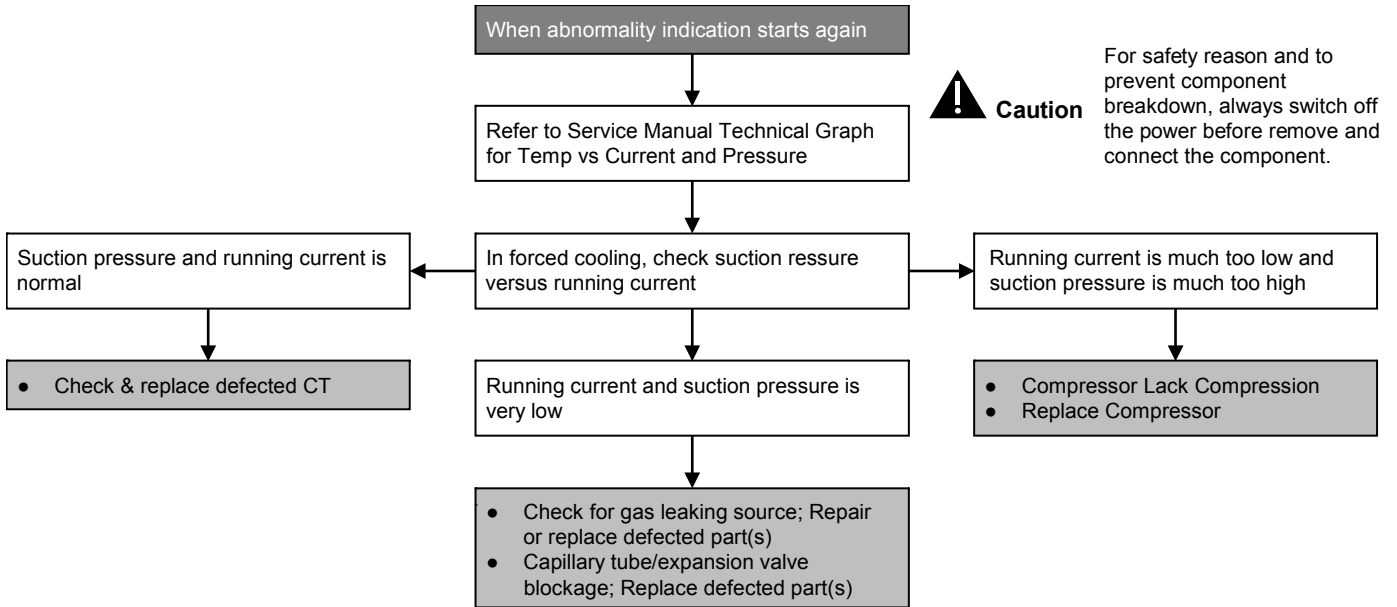 When abnormality indication starts again
Caution
For safety reason and to
prevent component
breakdown, always switch off
the power before remove and
connect the component.
Refer to Service Manual Technical Graph
for Temp vs Current and Pressure
Suction pressure and running current is
normal
In forced cooling, check suction ressure
versus running current
Running current is much too low and
suction pressure is much too high
● Check & replace defected CT
Running current and suction pressure is
very low
● Compressor Lack Compression
● Replace Compressor
● Check for gas leaking source; Repair
or replace defected part(s)
● Capillary tube/expansion valve
blockage; Replace defected part(s)